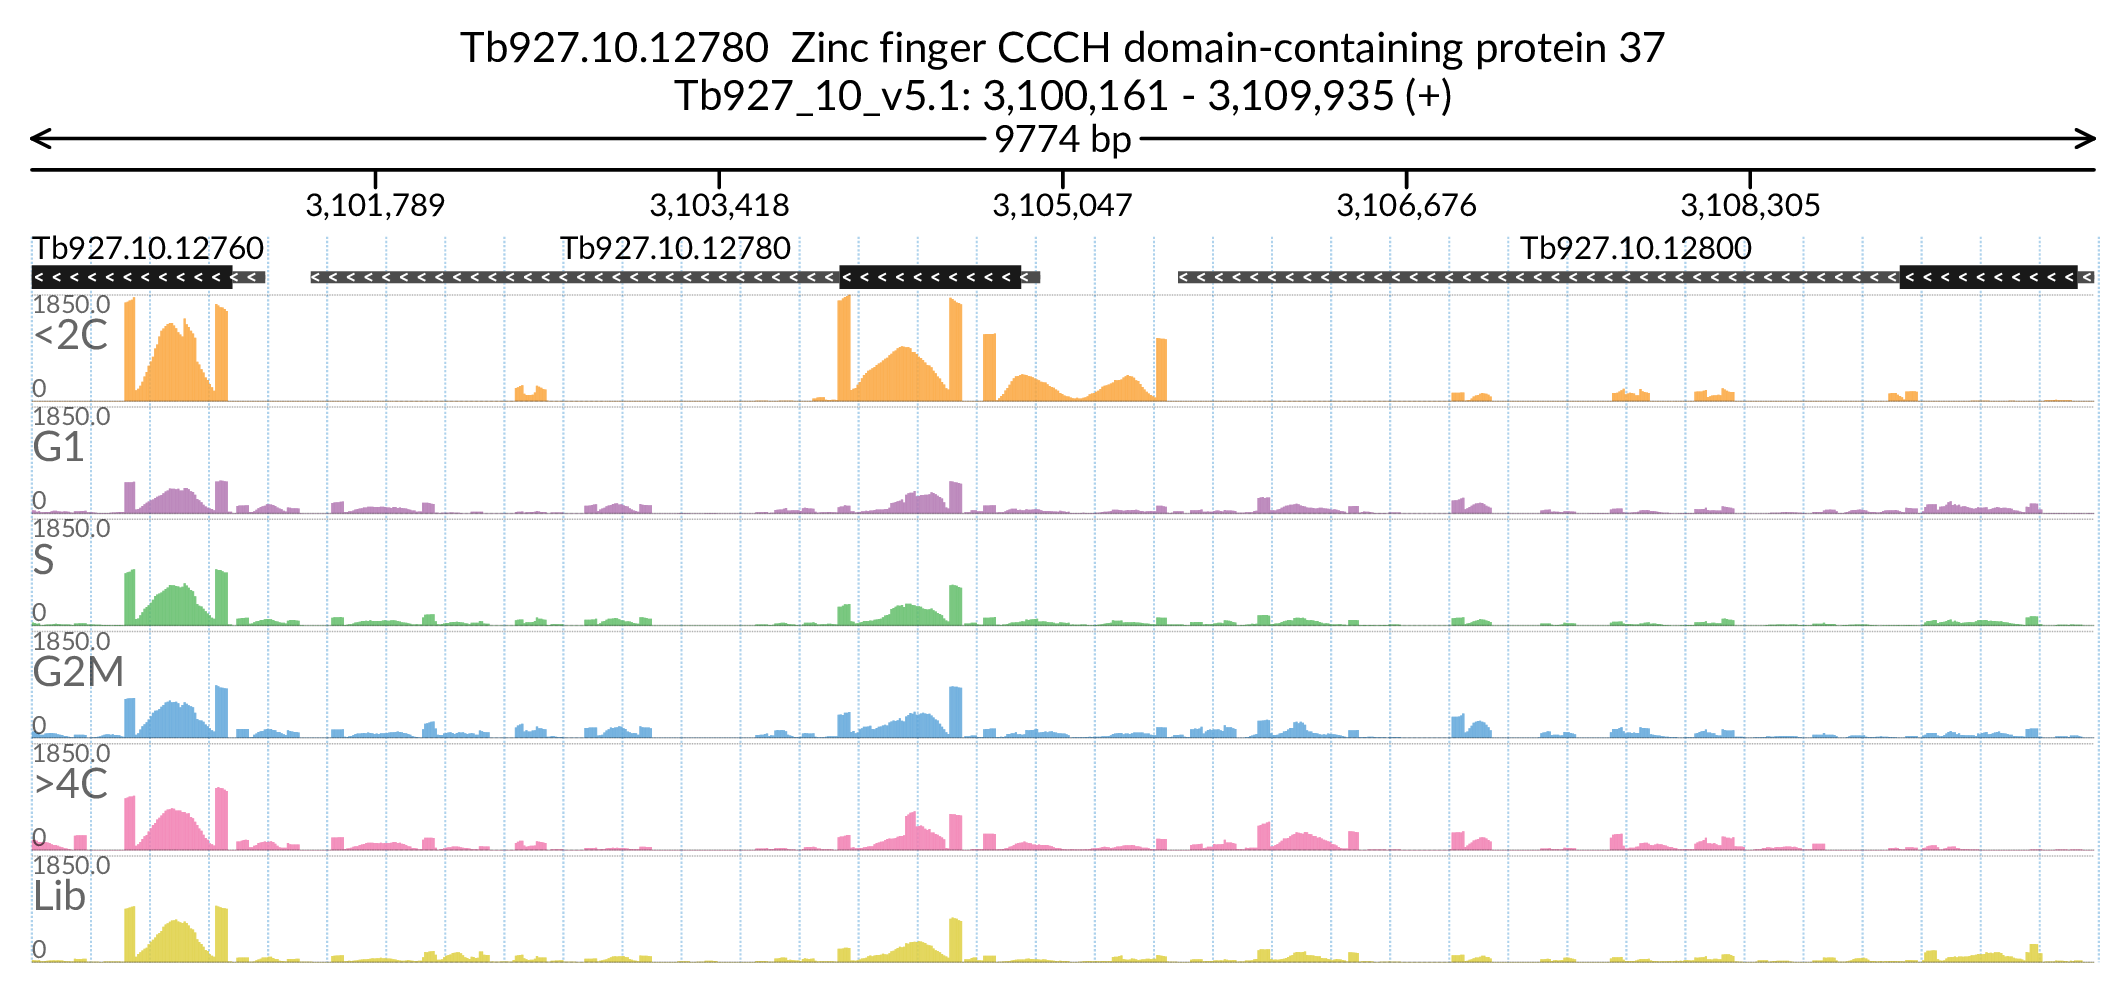 Tb927.10.12780  Zinc finger CCCH domain-containing protein 37
Tb927_10_v5.1: 3,100,161 - 3,109,935 (+)
9774 bp
3,101,789 3,103,418 3,105,047 3,106,676 3,108,305
Tb927.10.12760 Tb927.10.12780 Tb927.10.12800
1850.0
<2C
0
1850.0
G1
0
1850.0
S
0
1850.0
G2M
0
1850.0
>4C
0
1850.0
Lib
0